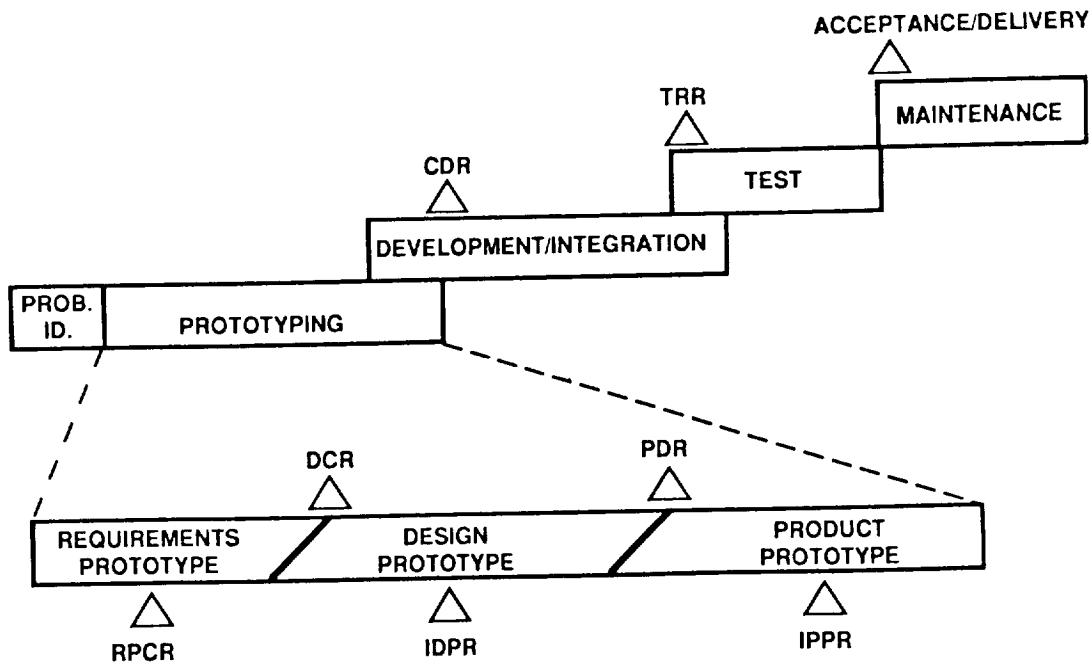 ACCEPTANCE/DELIVERY
TRR
MAINTENANCE
CDR
TEST
DEVELOPMENT/INTEGRATION
PROB.
ID.
PROTOTYPING
DCR
PDR
REQUIREMENTS
PROTOTYPE
DESIGN
PROTOTYPE
PRODUCT
PROTOTYPE
RPCR
IDPR
IPPR